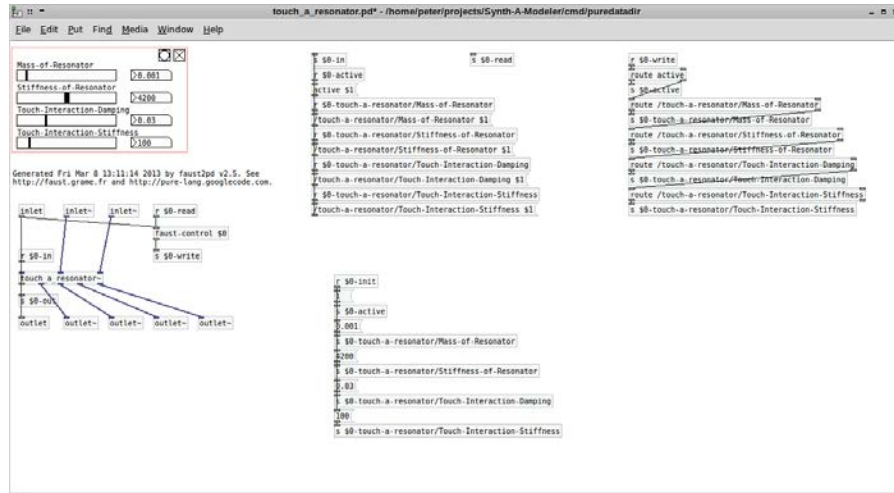 touch_a_resonator.pd* - /home/peter/projects/Synth-A-Modeler/cmd/puredatadir
File Edit Put Find Media Window Help
Mass-of-Resonator
0.001
Stiffness-of-Resonator
4200
Touch-Interaction-Damping
0.03
Touch-Interaction-Stiffness
100
Generated Fri Mar 8 13:11:14 2013 by faust2pd v2.5. See
http://faust.grame.fr and http://pure-lang.googlecode.com.
inlet inlet~ inlet~ r $0-read
faust-control $0
r $0-in s $0-write
touch_a_resonator~
s $0-out
outlet outlet~ outlet~ outlet~ outlet~
s $0-in
r $0-active
active $1
r $0-touch-a-resonator/Mass-of-Resonator
/touch-a-resonator/Mass-of-Resonator $1
r $0-touch-a-resonator/Stiffness-of-Resonator
/touch-a-resonator/Stiffness-of-Resonator $1
r $0-touch-a-resonator/Touch-Interaction-Damping
/touch-a-resonator/Touch-Interaction-Damping $1
r $0-touch-a-resonator/Touch-Interaction-Stiffness
/touch-a-resonator/Touch-Interaction-Stiffness $1
s $0-read
r $0-write
route active
s $0-active
route /touch-a-resonator/Mass-of-Resonator
s $0-touch-a-resonator/Mass-of-Resonator
route /touch-a-resonator/Stiffness-of-Resonator
s $0-touch-a-resonator/Stiffness-of-Resonator
route /touch-a-resonator/Touch-Interaction-Damping
s $0-touch-a-resonator/Touch-Interaction-Damping
route /touch-a-resonator/Touch-Interaction-Stiffness
s $0-touch-a-resonator/Touch-Interaction-Stiffness
r $0-init
1
s $0-active
0.001
s $0-touch-a-resonator/Mass-of-Resonator
4200
s $0-touch-a-resonator/Stiffness-of-Resonator
0.03
s $0-touch-a-resonator/Touch-Interaction-Damping
100
s $0-touch-a-resonator/Touch-Interaction-Stiffness